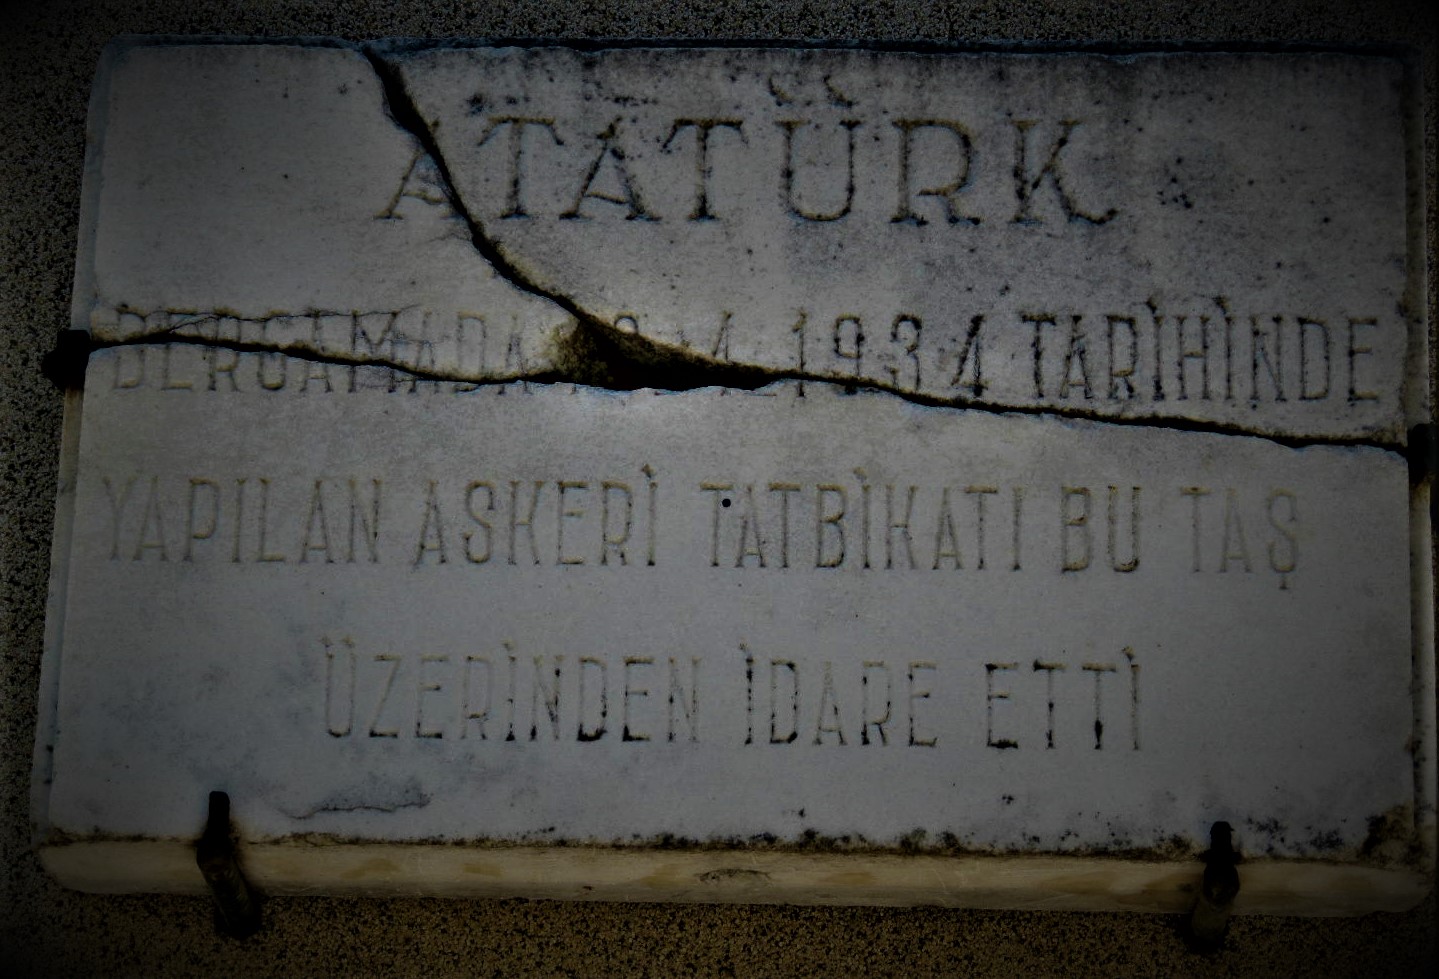 ATATÜRK
BERGAMADA 1934 TARİHİNDE
YAPILAN ASKERİ TATBİKATI BU TAŞ
ÜZERİNDEN İDARE ETTİ